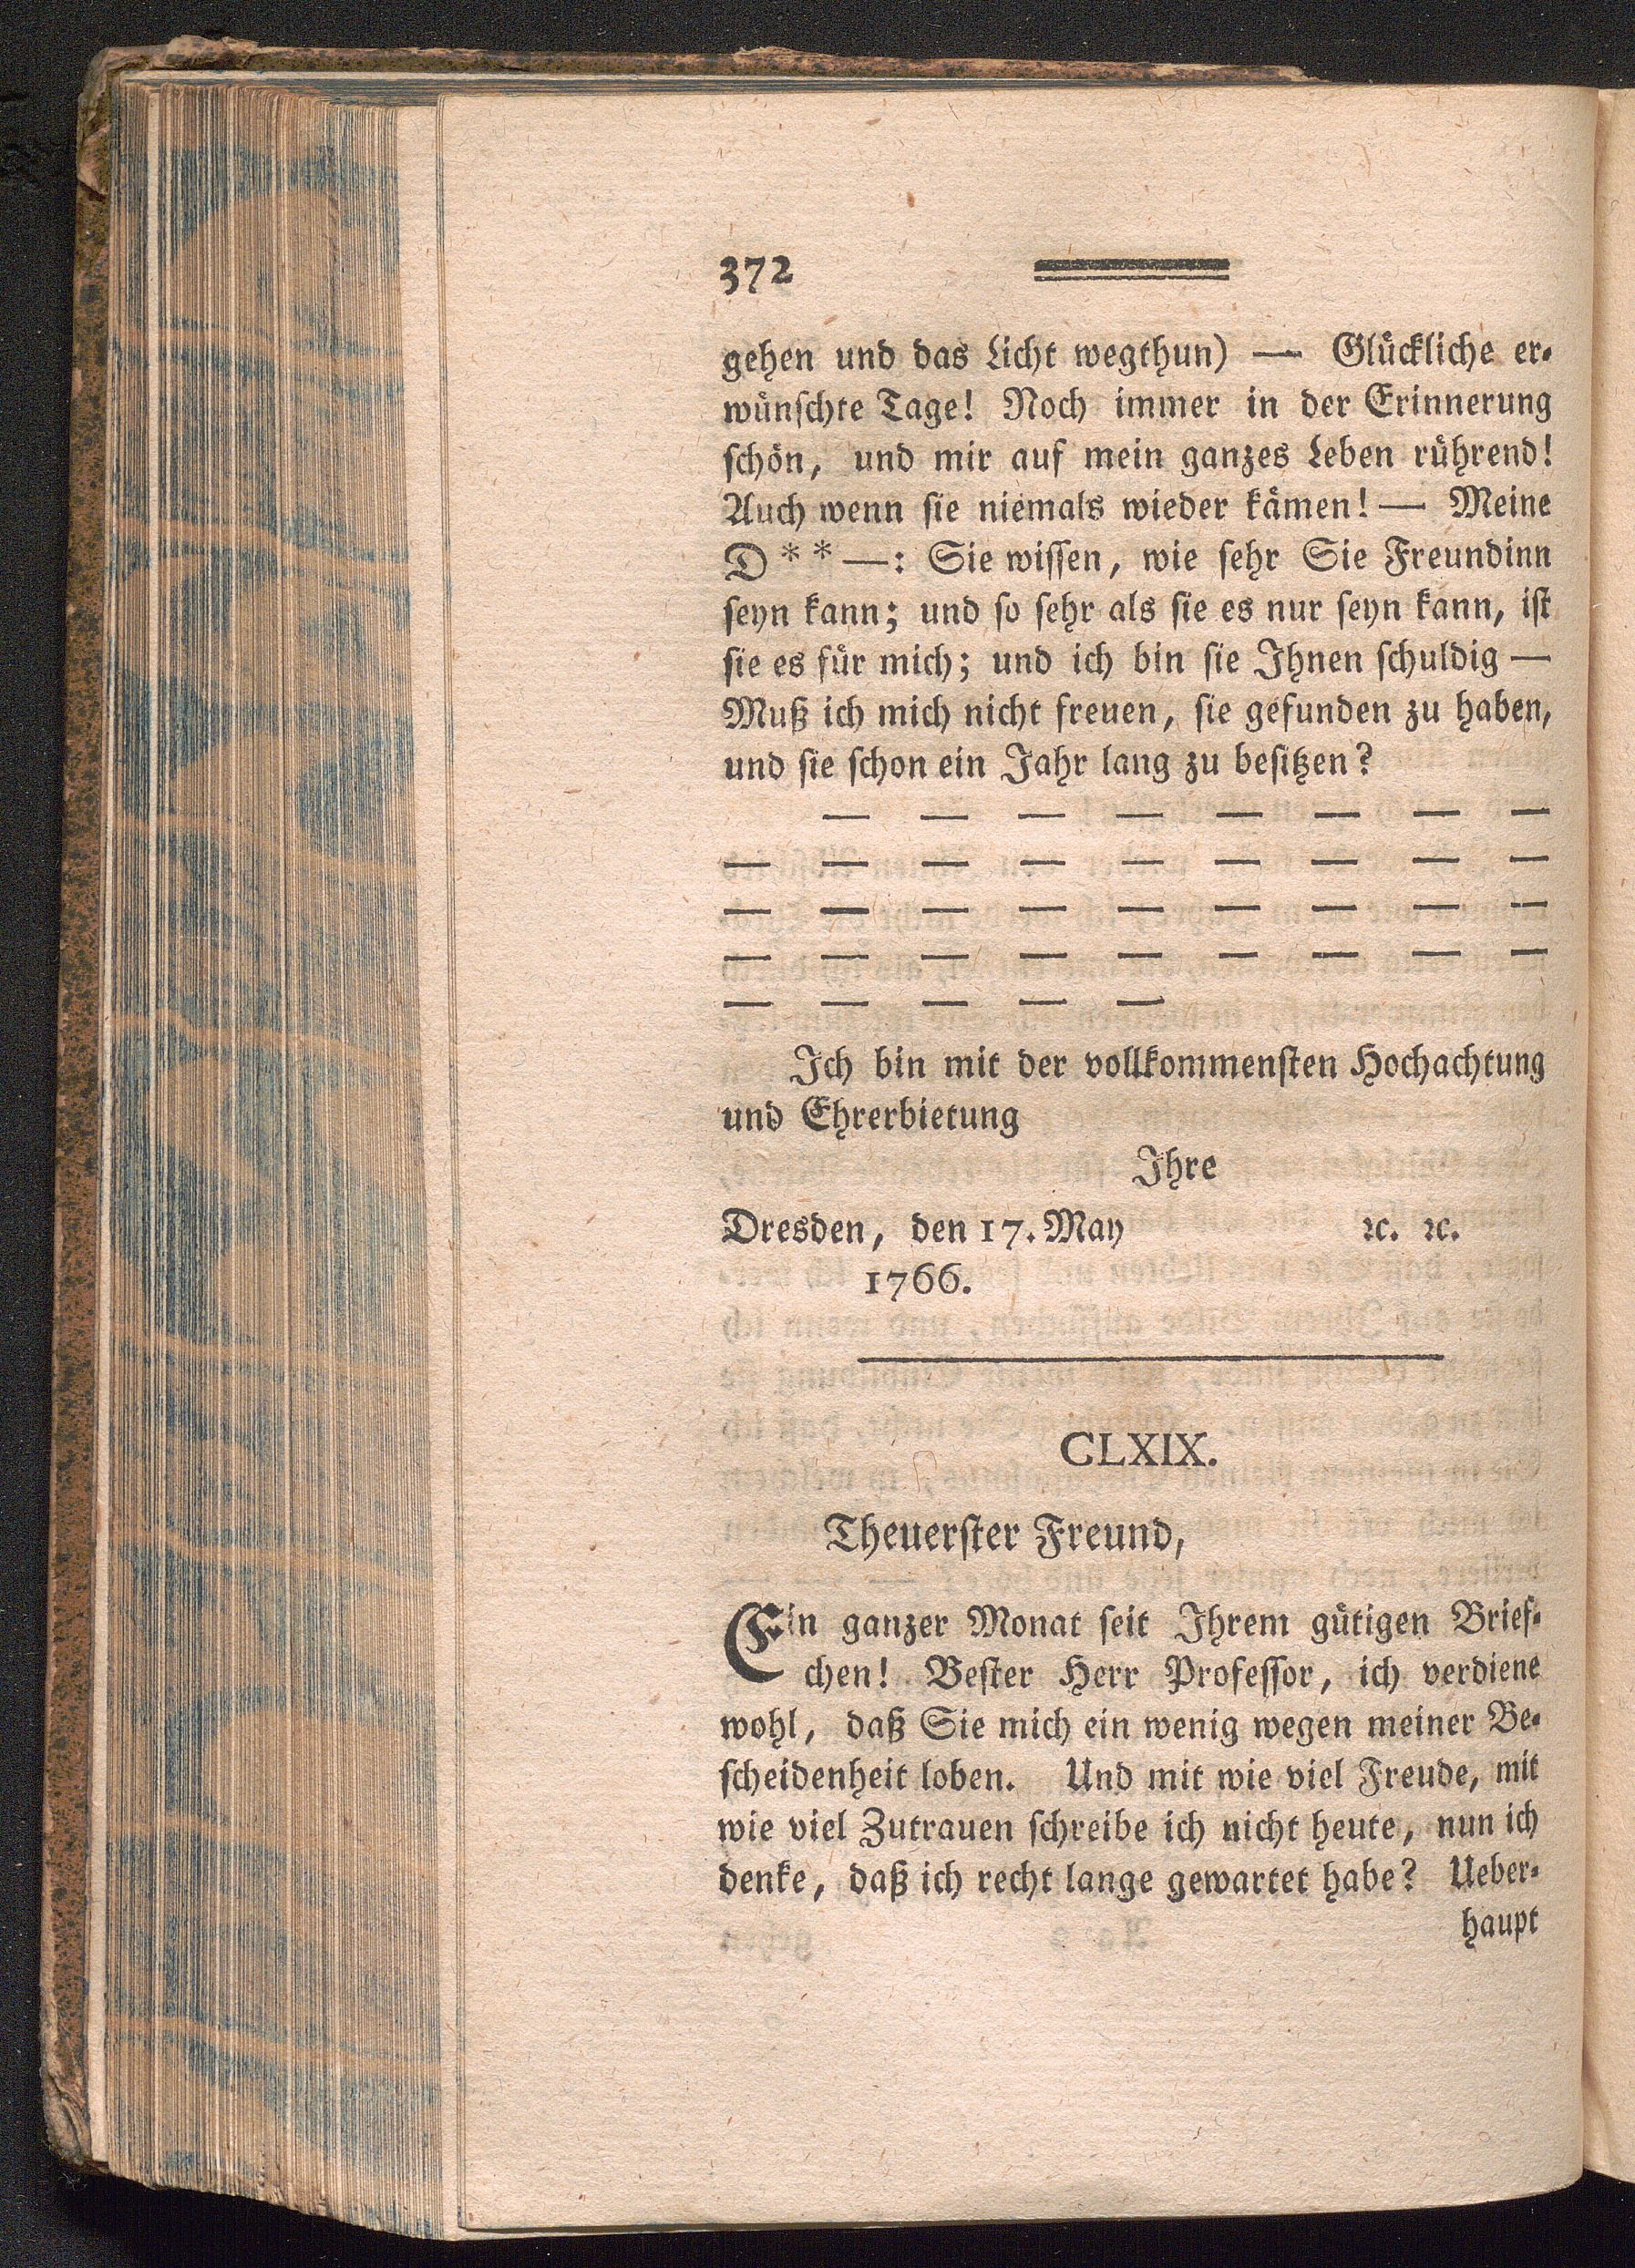 372
gehen und das Licht wegthun) — Glückliche er-
wünschte Tage! Noch immer in der Erinnerung
schön, und mir auf mein ganzes Leben rührend!
Auch wenn sie niemals wieder kämen! — Meine
D * * —: Sie wissen, wie sehr Sie Freundinn
seyn kann; und so sehr als sie es nur seyn kann, ist
sie es für mich; und ich bin sie Ihnen schuldig —
Muß ich mich nicht freuen, sie gefunden zu haben,
und sie schon ein Jahr lang zu besitzen?
— — — — — — — —
— — — — — — — — —
— — — — — — — — —
— — — — — — — — —
— — — — —
Ich bin mit der vollkommensten Hochachtung
und Ehrerbietung
Ihre
Dresden, den 17. May ꝛc. ꝛc.
1766.
CLXIX.
Theuerster Freund,
Ein ganzer Monat seit Ihrem gütigen Brief-
chen! Bester Herr Professor, ich verdiene
wohl, daß Sie mich ein wenig wegen meiner Be-
scheidenheit loben. Und mit wie viel Freude, mit
wie viel Zutrauen schreibe ich nicht heute, nun ich
denke, daß ich recht lange gewartet habe? Ueber-
haupt